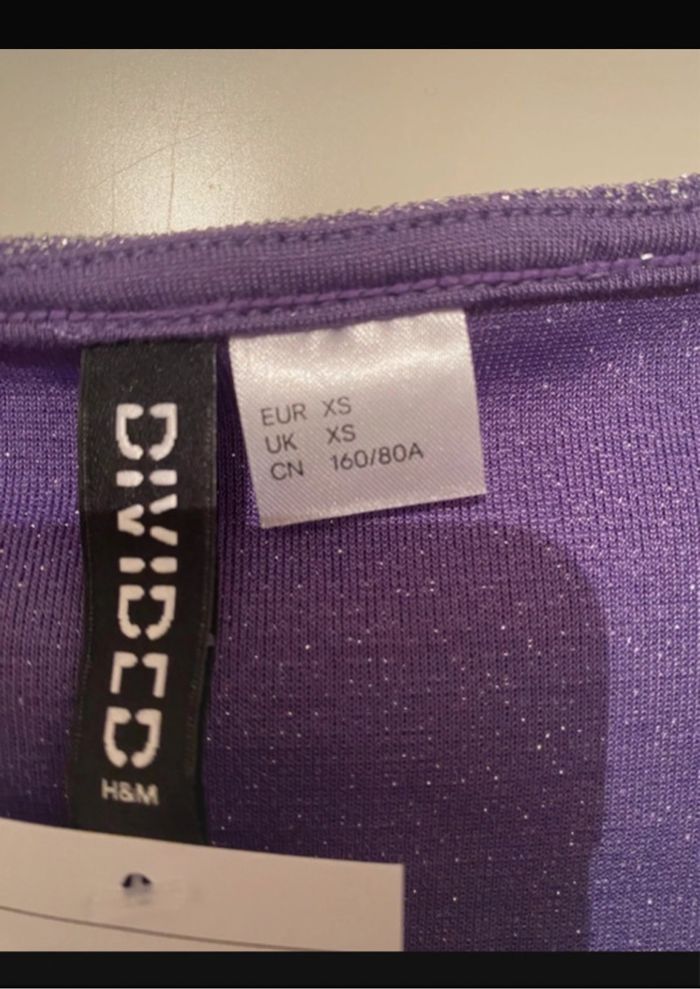 DIVIDED
H&M
EUR XS
UK XS
CN 160/80A